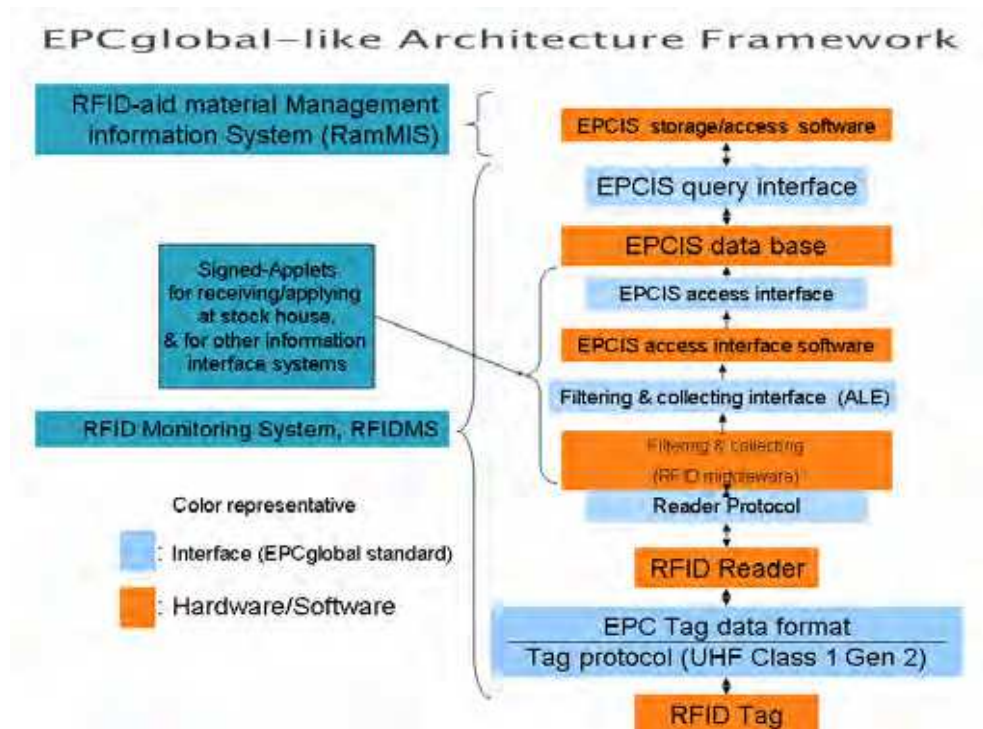 EPCglobal-like Architecture Framework
RFID-aid material Management
information System (RamMIS)
Signed-Applets
for receiving/applying
at stock house,
& for other information
interface systems
RFID Monitoring System, RFIDMS
Color representative
: Interface (EPCglobal standard)
: Hardware/Software
EPCIS storage/access software
EPCIS query interface
EPCIS data base
EPCIS access interface
EPCIS access interface software
Filtering & collecting interface (ALE)
Filtering & collecting
(RFID middleware)
Reader Protocol
RFID Reader
EPC Tag data format
Tag protocol (UHF Class 1 Gen 2)
RFID Tag